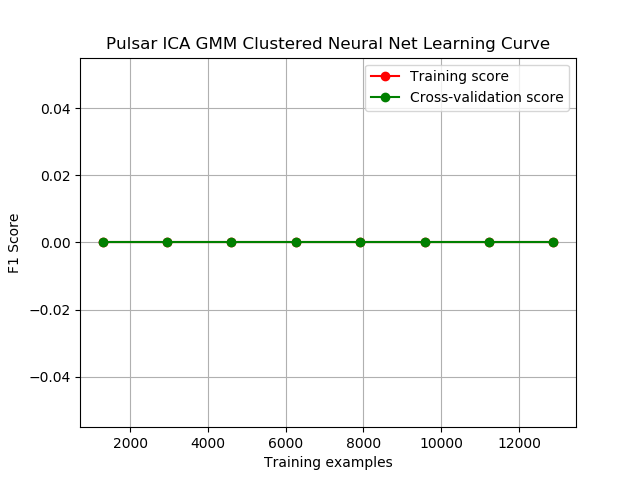 Pulsar ICA GMM Clustered Neural Net Learning Curve
Training score
Cross-validation score
0.04
0.02
0.00
−0.02
−0.04
F1 Score
2000 4000 6000 8000 10000 12000
Training examples